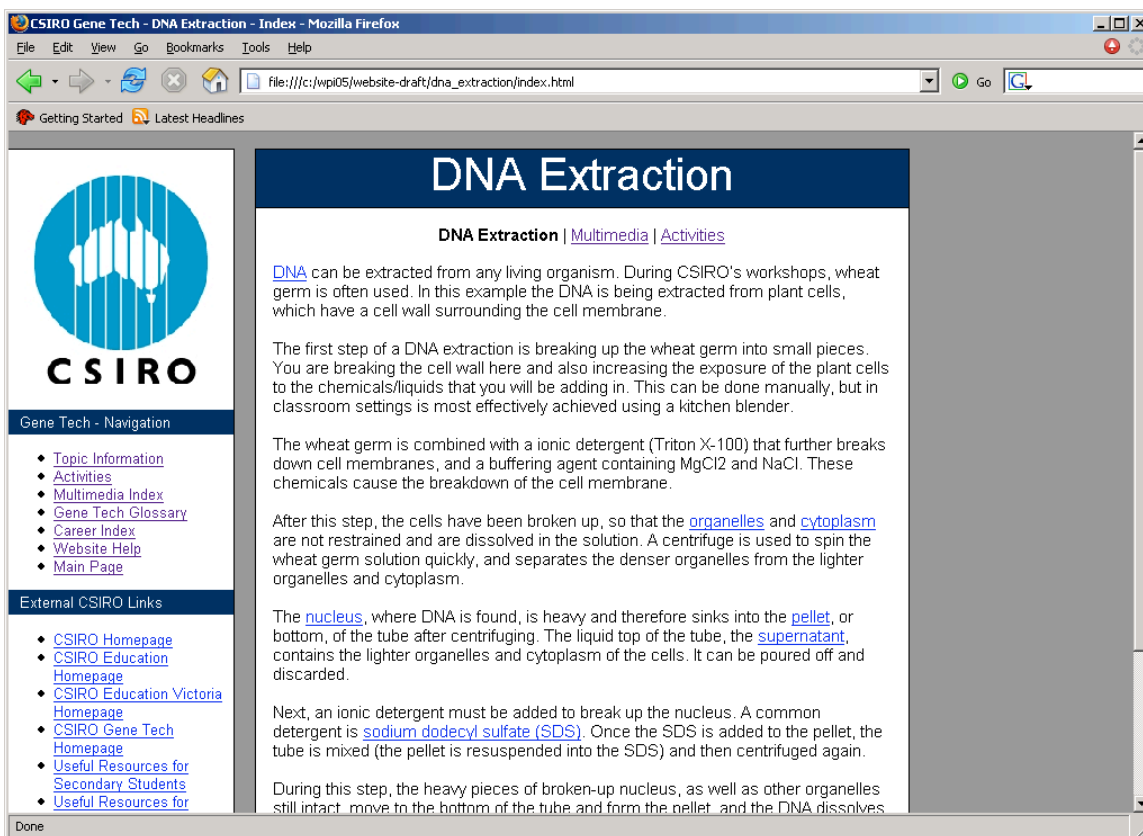 CSIRO Gene Tech - DNA Extraction - Index - Mozilla Firefox
File Edit View Go Bookmarks Tools Help
file:///c:/wpi05/website-draft/dna_extraction/index.html
Go
G
Getting Started Latest Headlines
CSIRO
Gene Tech - Navigation
Topic Information
Activities
Multimedia Index
Gene Tech Glossary
Career Index
Website Help
Main Page
External CSIRO Links
CSIRO Homepage
CSIRO Education
Homepage
CSIRO Education Victoria
Homepage
CSIRO Gene Tech
Homepage
Useful Resources for
Secondary Students
Useful Resources for
DNA Extraction
DNA Extraction | Multimedia | Activities
DNA can be extracted from any living organism. During CSIRO's workshops, wheat
germ is often used. In this example the DNA is being extracted from plant cells,
which have a cell wall surrounding the cell membrane.
The first step of a DNA extraction is breaking up the wheat germ into small pieces.
You are breaking the cell wall here and also increasing the exposure of the plant cells
to the chemicals/liquids that you will be adding in. This can be done manually, but in
classroom settings is most effectively achieved using a kitchen blender.
The wheat germ is combined with a ionic detergent (Triton X-100) that further breaks
down cell membranes, and a buffering agent containing MgCl2 and NaCl. These
chemicals cause the breakdown of the cell membrane.
After this step, the cells have been broken up, so that the organelles and cytoplasm
are not restrained and are dissolved in the solution. A centrifuge is used to spin the
wheat germ solution quickly, and separates the denser organelles from the lighter
organelles and cytoplasm.
The nucleus, where DNA is found, is heavy and therefore sinks into the pellet, or
bottom, of the tube after centrifuging. The liquid top of the tube, the supernatant,
contains the lighter organelles and cytoplasm of the cells. It can be poured off and
discarded.
Next, an ionic detergent must be added to break up the nucleus. A common
detergent is sodium dodecyl sulfate (SDS). Once the SDS is added to the pellet, the
tube is mixed (the pellet is resuspended into the SDS) and then centrifuged again.
During this step, the heavy pieces of broken-up nucleus, as well as other organelles
still intact, move to the bottom of the tube and form the pellet, and the DNA dissolves
Done